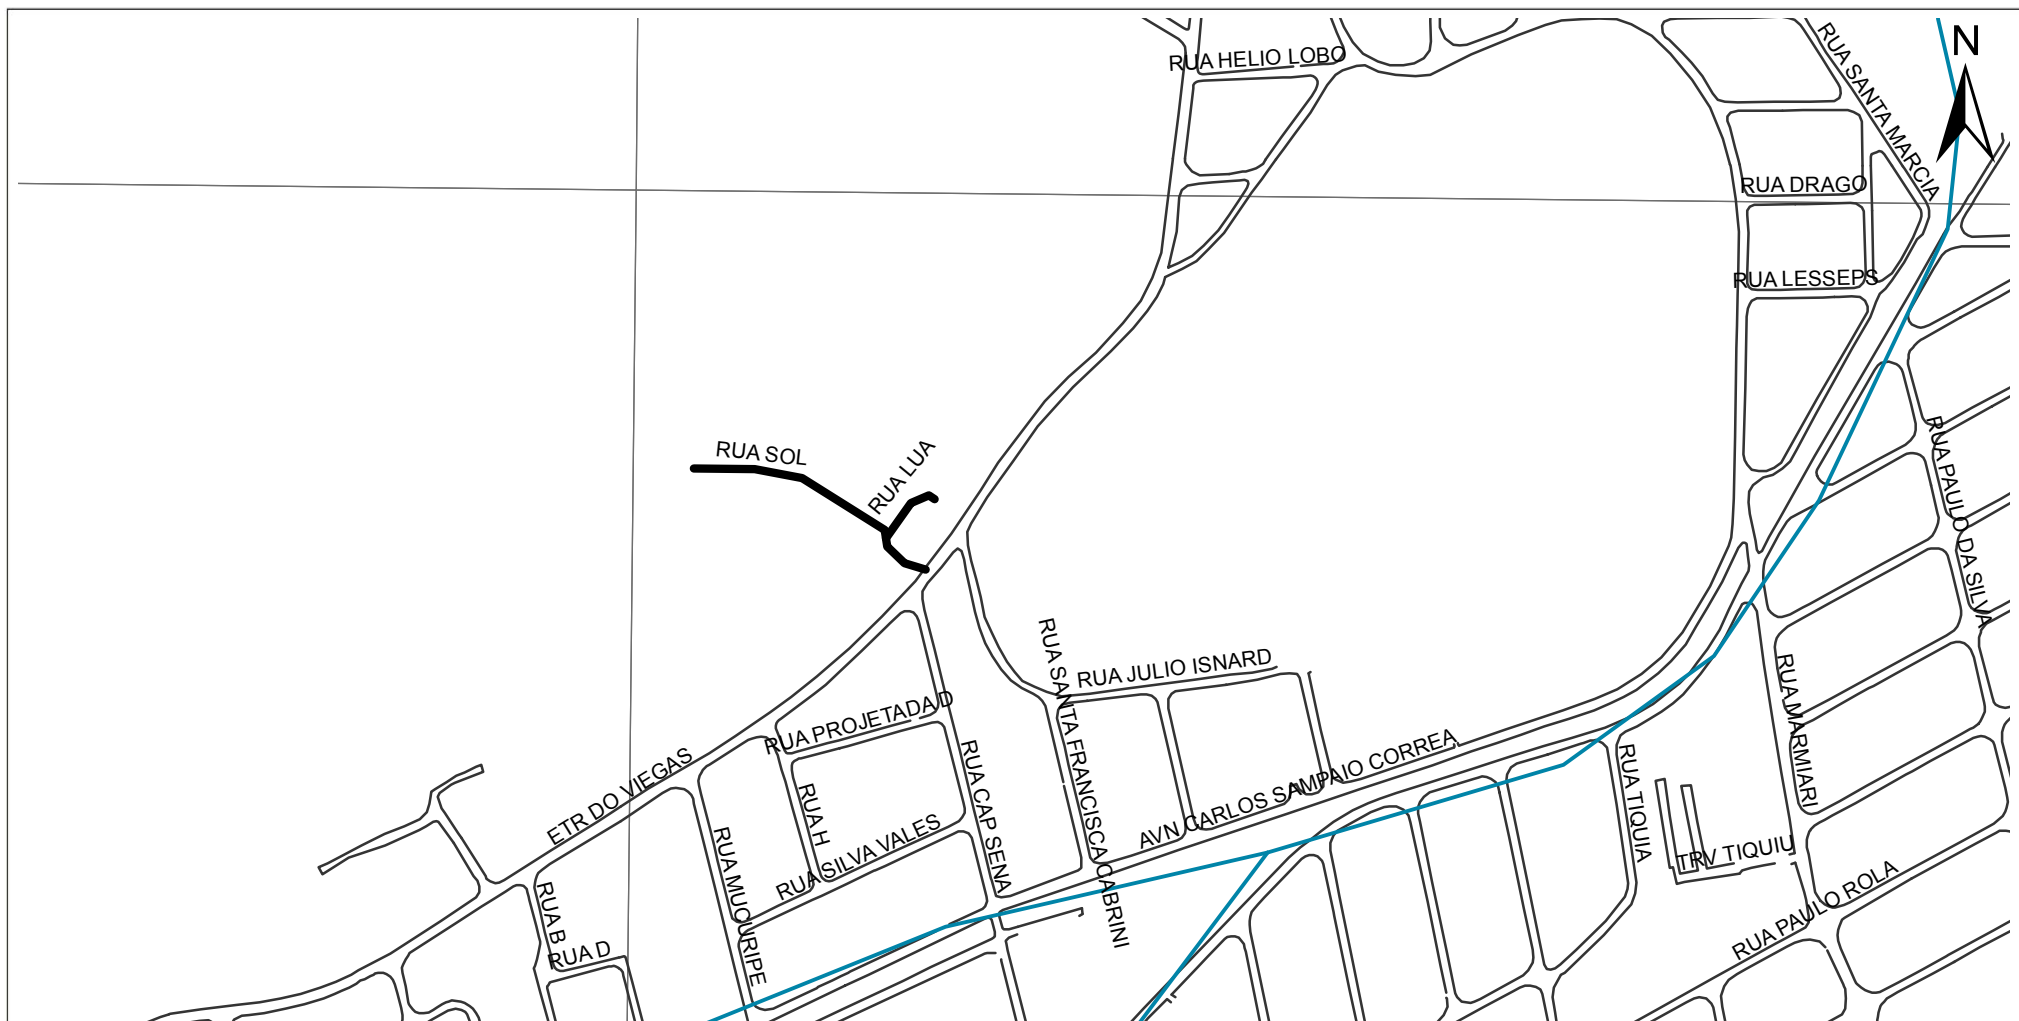 RUA HELIO LOBO
RUA SANTA MARCIA
N
RUA DRAGO
RUA LESSEPS
RUA SOL
RUA LUA
RUA PAULO DA SILVA
RUA SANTA FRANCISCA CABRINI
RUA JULIO ISNARD
RUA PROJETADA D
RUA MARMIARI
ETR DO VIEGAS
RUA H
RUA CAP SENA
AVN CARLOS SAMPAIO CORREA
RUA TIQUIA
RUA SILVA VALES
RUA MUCURIPE
TRV TIQUIU
RUA PAULO ROLA
RUA B
RUA D